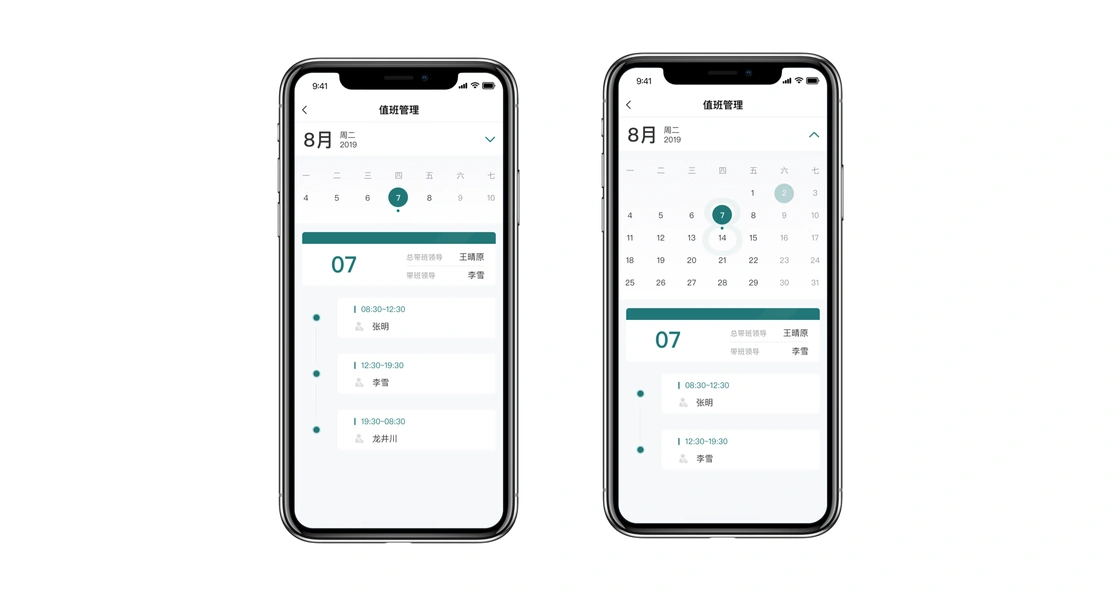 9:41
值班管理
8月
周二
2019
一 二 三 四 五 六 七
4 5 6 7 8 9 10
07
总带班领导 王晴原
带班领导 李雪
08:30-12:30
张明
12:30-19:30
李雪
19:30-08:30
龙井川
9:41
值班管理
8月
周二
2019
一 二 三 四 五 六 七
1 2 3
4 5 6 7 8 9 10
11 12 13 14 15 16 17
18 19 20 21 22 23 24
25 26 27 28 29 30 31
07
总带班领导 王晴原
带班领导 李雪
08:30-12:30
张明
12:30-19:30
李雪